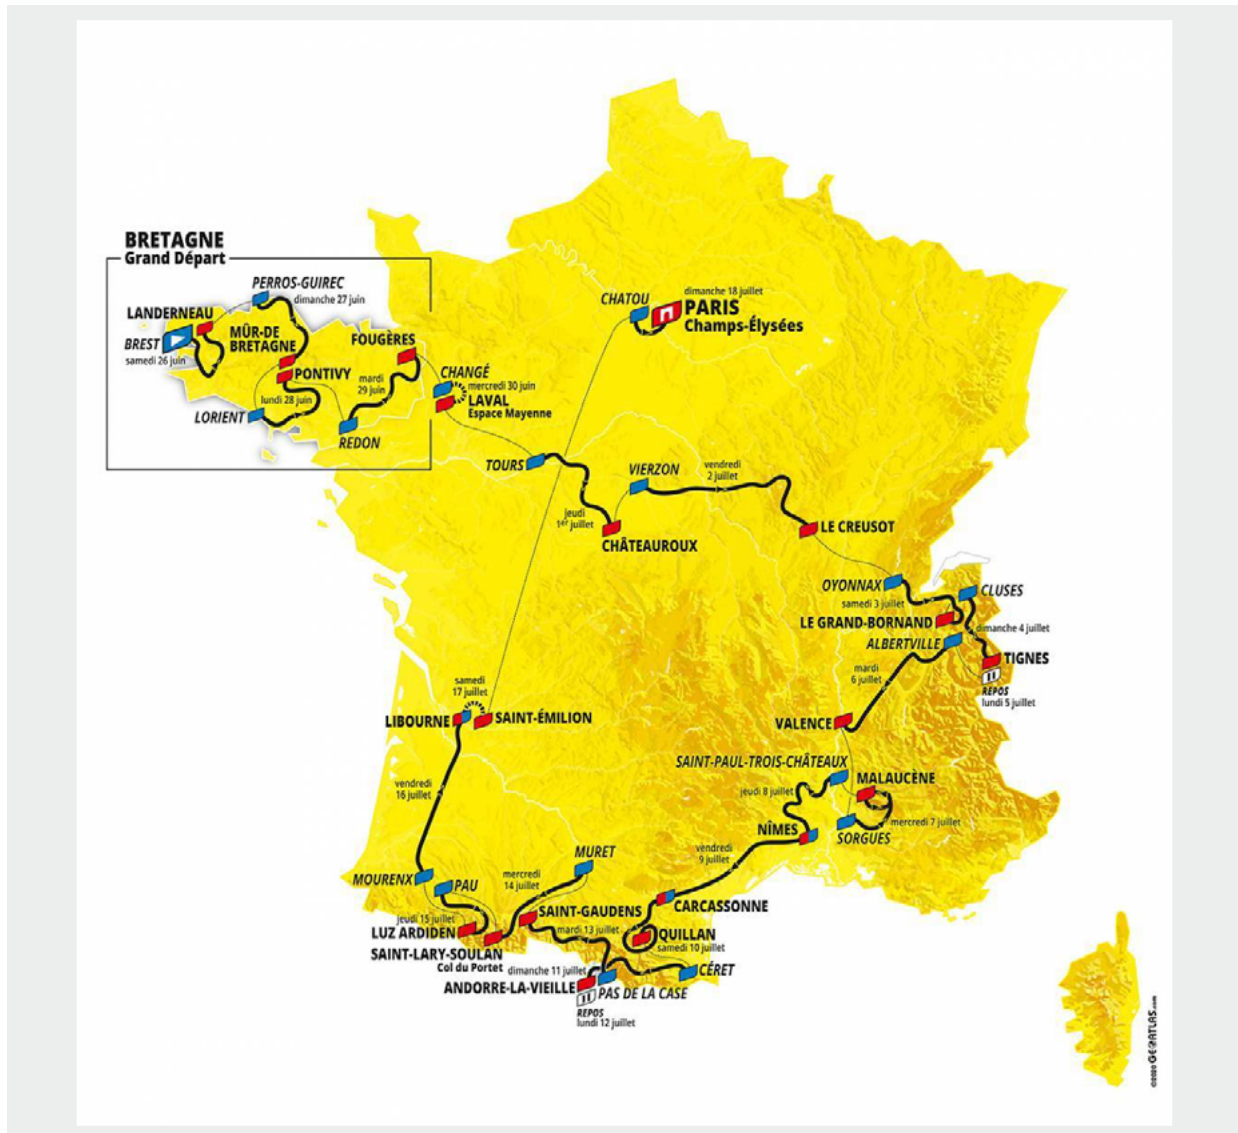 BRETAGNE
Grand Départ
PERROS-GUIREC
dimanche 27 juin
LANDERNEAU
BREST
samedi 26 juin
MÛR-DE
BRETAGNE
FOUGÈRES
PONTIVY
lundi 28 juin
mardi
29 juin
LORIENT
REDON
CHANGÉ
mercredi 30 juin
LAVAL
Espace Mayenne
CHATOU
dimanche 18 juillet
PARIS
Champs-Élysées
TOURS
jeudi
1er juillet
CHÂTEAUROUX
VIERZON
vendredi
2 juillet
LE CREUSOT
OYONNAX
samedi 3 juillet
CLUSES
LE GRAND-BORNAND
dimanche 4 juillet
ALBERTVILLE
TIGNES
REPOS
lundi 5 juillet
mardi
6 juillet
VALENCE
samedi
17 juillet
LIBOURNE
SAINT-ÉMILION
SAINT-PAUL-TROIS-CHÂTEAUX
MALAUCÈNE
jeudi 8 juillet
mercredi 7 juillet
SORGUES
NÎMES
vendredi
16 juillet
vendredi
9 juillet
MURET
mercredi
14 juillet
MOURENX
PAU
CARCASSONNE
jeudi 15 juillet
LUZ ARDIDEN
SAINT-GAUDENS
mardi 13 juillet
QUILLAN
samedi 10 juillet
SAINT-LARY-SOULAN
Col du Portet
dimanche 11 juillet
CÉRET
ANDORRE-LA-VIEILLE
PAS DE LA CASE
REPOS
lundi 12 juillet
©2020 GEOATLAS.com